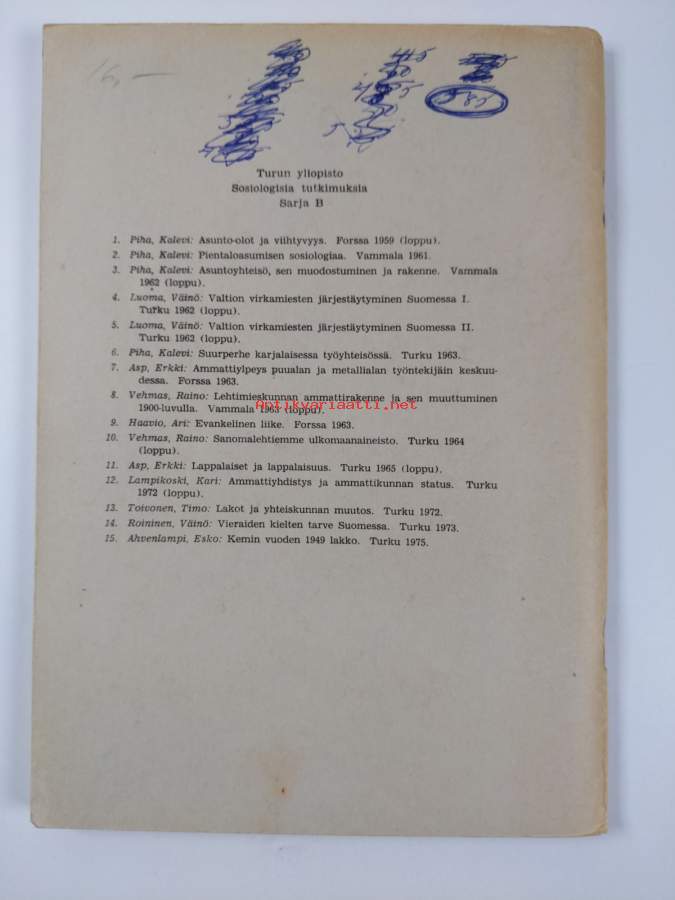 16,—
415
585
Turun yliopisto
Sosiologisia tutkimuksia
Sarja B
1. Piha, Kalevi: Asunto-olot ja viihtyvyys. Forssa 1959 (loppu).
2. Piha, Kalevi: Pientaloasumisen sosiologiaa. Vammala 1961.
3. Piha, Kalevi: Asuntoyhteisö, sen muodostuminen ja rakenne. Vammala
1962 (loppu).
4. Luoma, Väinö: Valtion virkamiesten järjestäytyminen Suomessa I.
Turku 1962 (loppu).
5. Luoma, Väinö: Valtion virkamiesten järjestäytyminen Suomessa II.
Turku 1962 (loppu).
6. Piha, Kalevi: Suurperhe karjalaisessa työyhteisössä. Turku 1963.
7. Asp, Erkki: Ammattiylpeys puualan ja metallialan työntekijäin keskuu-
dessa. Forssa 1963.
8. Vehmas, Raino: Lehtimieskunnan ammattirakenne ja sen muuttuminen
1900-luvulla. Vammala 1963 (loppu).
Antikvariaatti.net
9. Haavio, Ari: Evankelinen liike. Forssa 1963.
10. Vehmas, Raino: Sanomalehtiemme ulkomaanaineisto. Turku 1964
(loppu).
11. Asp, Erkki: Lappalaiset ja lappalaisuus. Turku 1965 (loppu).
12. Lampikoski, Kari: Ammattiyhdistys ja ammattikunnan status. Turku
1972 (loppu).
13. Toivonen, Timo: Lakot ja yhteiskunnan muutos. Turku 1972.
14. Roininen, Väinö: Vieraiden kielten tarve Suomessa. Turku 1973.
15. Ahvenlampi, Esko: Kemin vuoden 1949 lakko. Turku 1975.